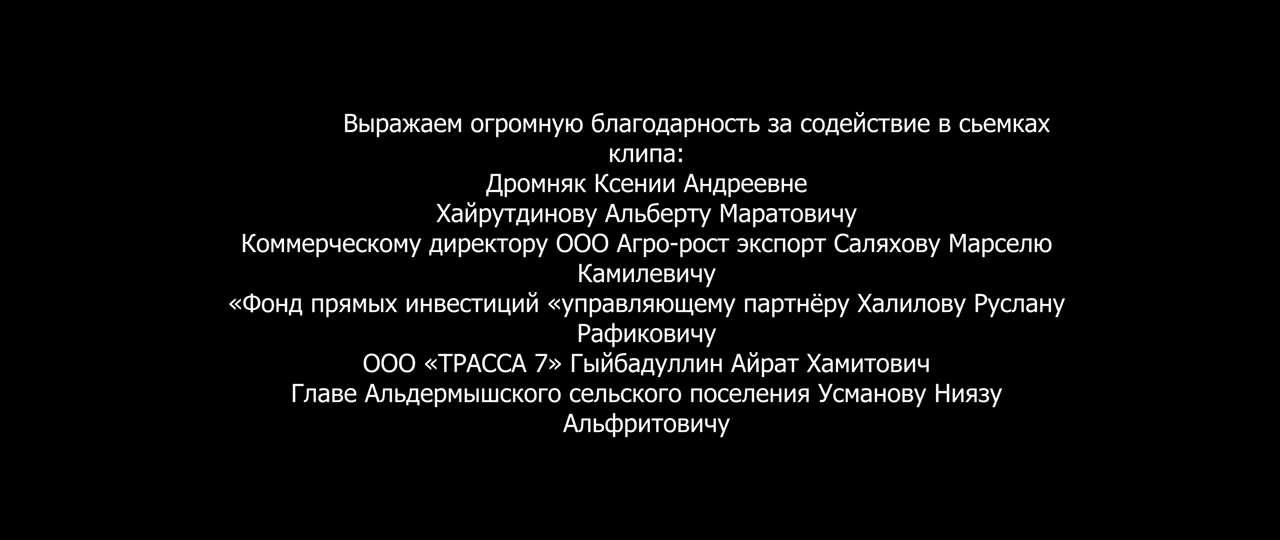 Выражаем огромную благодарность за содействие в сьемках
клипа:
Дромняк Ксении Андреевне
Хайрутдинову Альберту Маратовичу
Коммерческому директору ООО Агро-рост экспорт Саляхову Марселю
Камилевичу
«Фонд прямых инвестиций «управляющему партнёру Халилову Руслану
Рафиковичу
ООО «ТРАССА 7» Гыйбадуллин Айрат Хамитович
Главе Альдермышского сельского поселения Усманову Ниязу
Альфритовичу